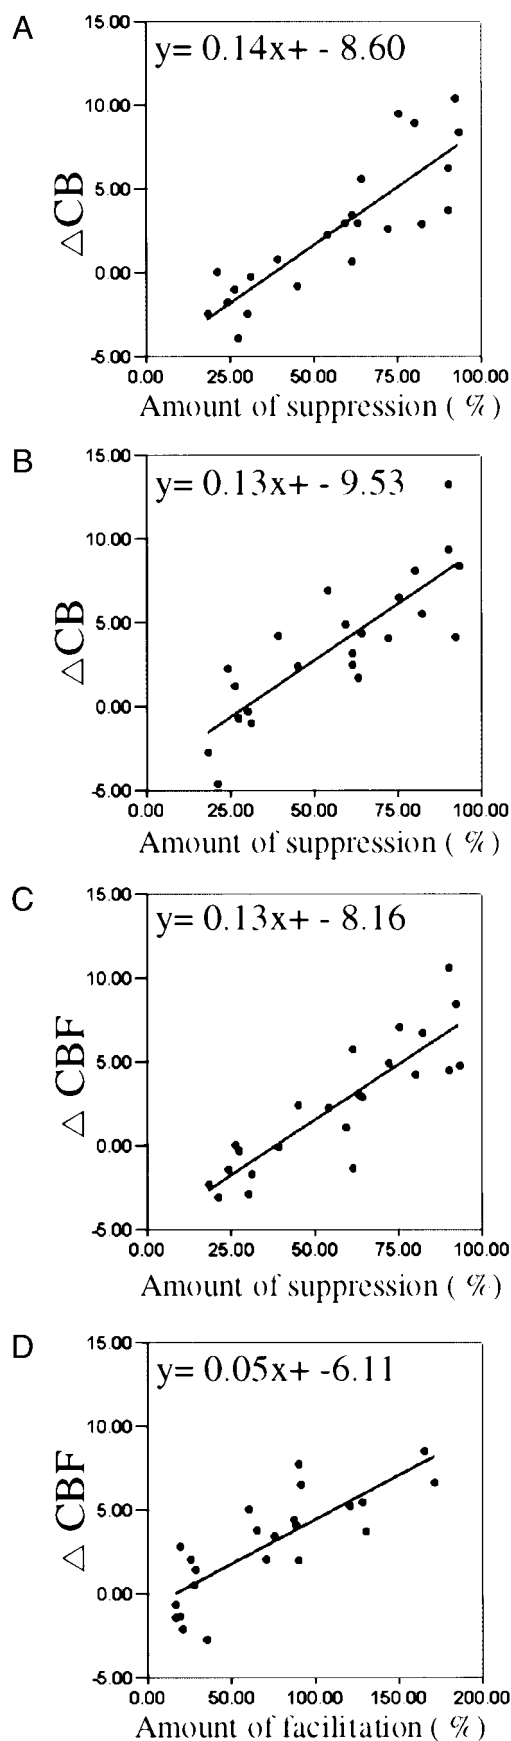 A
y= 0.14x+ - 8.60
15.00
10.00
5.00
0.00
-5.00
△CB
0.00 25.00 50.00 75.00 100.00
Amount of suppression ( %)
B
y= 0.13x+ - 9.53
15.00
10.00
5.00
0.00
-5.00
△CB
0.00 25.00 50.00 75.00 100.00
Amount of suppression ( %)
C
y= 0.13x+ - 8.16
15.00
10.00
5.00
0.00
-5.00
△ CBF
0.00 25.00 50.00 75.00 100.00
Amount of suppression ( %)
D
y= 0.05x+ -6.11
15.00
10.00
5.00
0.00
-5.00
△ CBF
0.00 50.00 100.00 150.00 200.00
Amount of facilitation ( %)